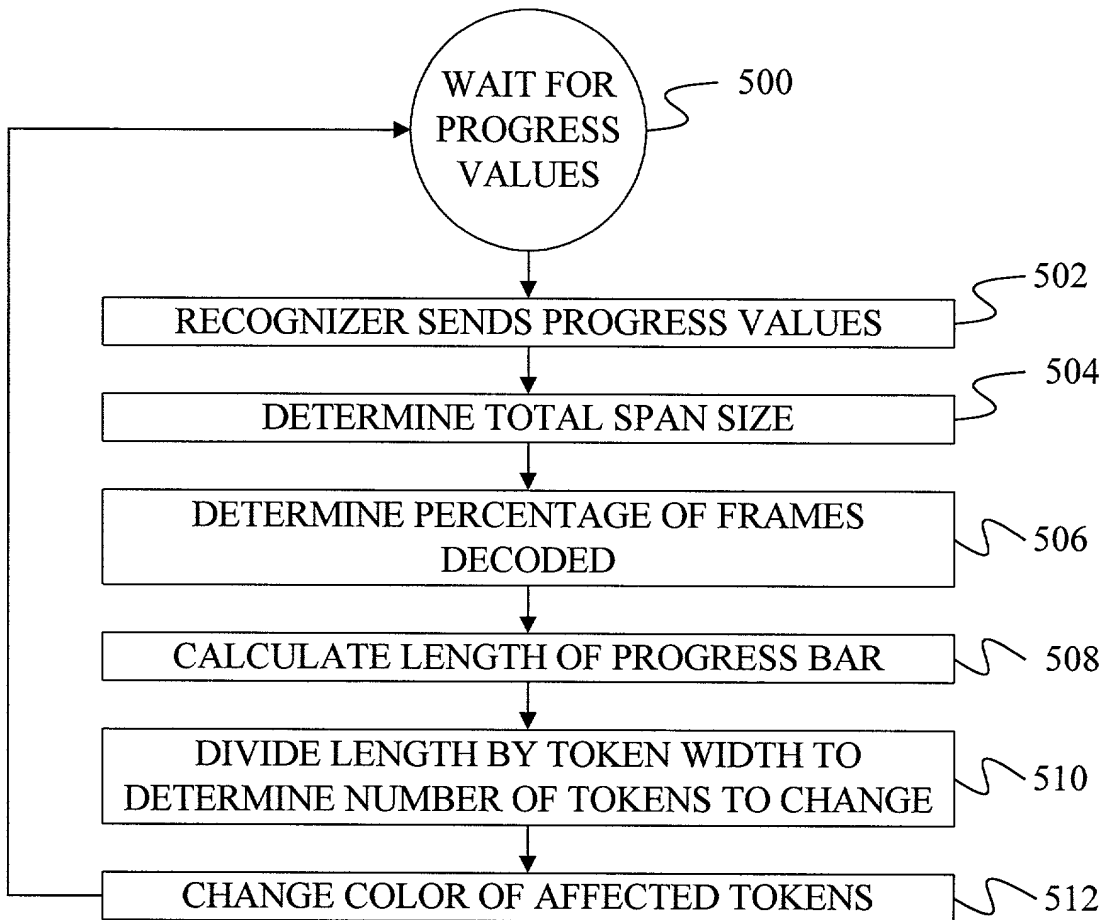 WAIT FOR
PROGRESS
VALUES
500
RECOGNIZER SENDS PROGRESS VALUES
502
DETERMINE TOTAL SPAN SIZE
504
DETERMINE PERCENTAGE OF FRAMES
DECODED
506
CALCULATE LENGTH OF PROGRESS BAR
508
DIVIDE LENGTH BY TOKEN WIDTH TO
DETERMINE NUMBER OF TOKENS TO CHANGE
510
CHANGE COLOR OF AFFECTED TOKENS
512